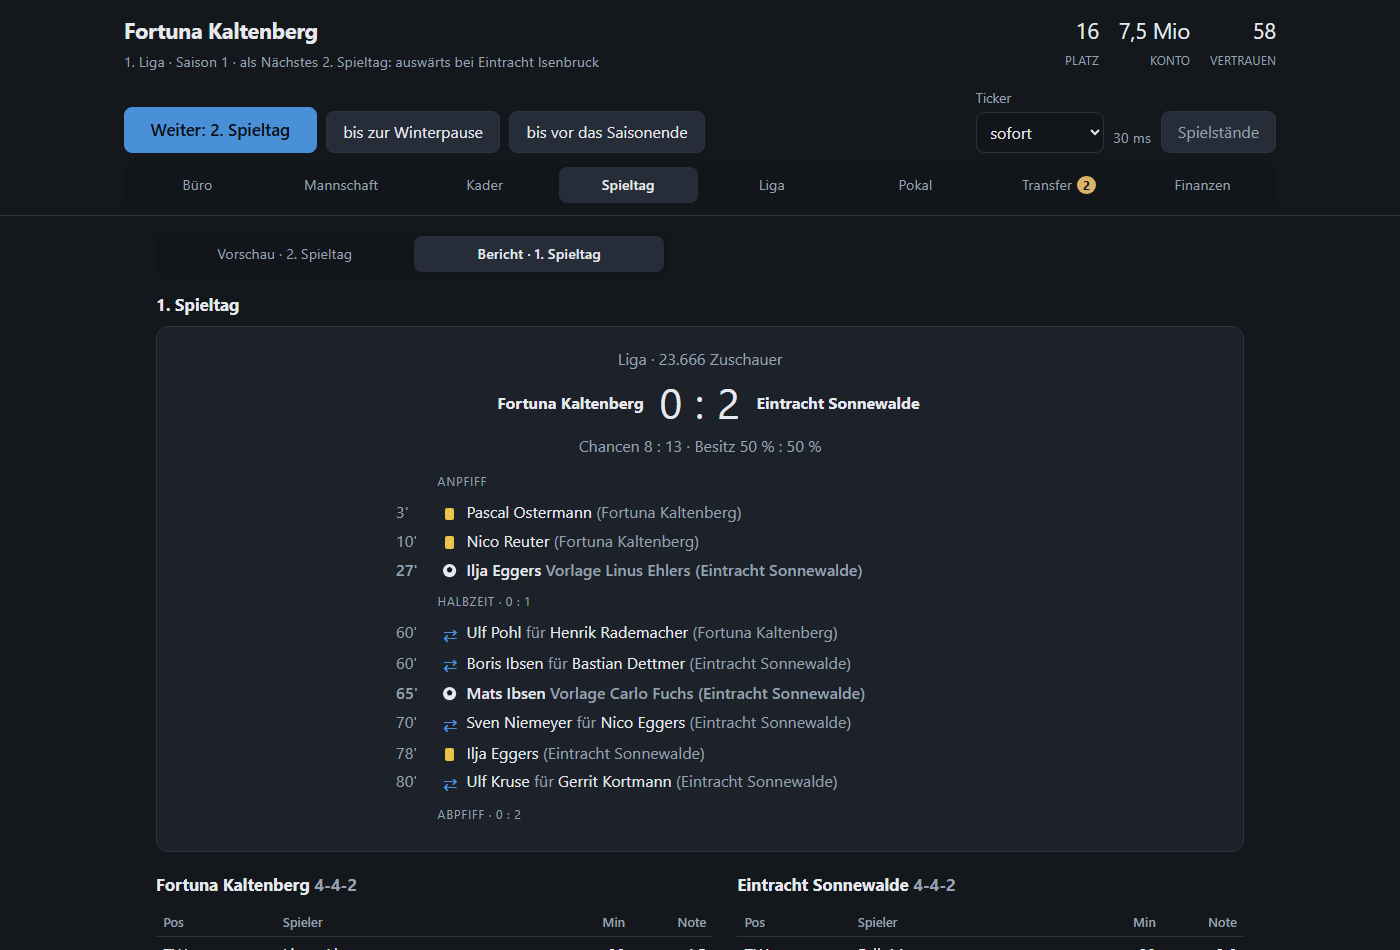 Fortuna Kaltenberg
16 7,5 Mio 58
1. Liga · Saison 1 · als Nächstes 2. Spieltag: auswärts bei Eintracht Isenbruck
PLATZ KONTO VERTRAUEN
Ticker
Weiter: 2. Spieltag bis zur Winterpause bis vor das Saisonende sofort 30 ms Spielstände
Büro Mannschaft Kader Spieltag Liga Pokal Transfer 2 Finanzen
Vorschau · 2. Spieltag Bericht · 1. Spieltag
1. Spieltag
Liga · 23.666 Zuschauer
Fortuna Kaltenberg 0 : 2 Eintracht Sonnewalde
Chancen 8 : 13 · Besitz 50 % : 50 %
ANPFIFF
3' Pascal Ostermann (Fortuna Kaltenberg)
10' Nico Reuter (Fortuna Kaltenberg)
27' Ilja Eggers Vorlage Linus Ehlers (Eintracht Sonnewalde)
HALBZEIT · 0 : 1
60' Ulf Pohl für Henrik Rademacher (Fortuna Kaltenberg)
60' Boris Ibsen für Bastian Dettmer (Eintracht Sonnewalde)
65' Mats Ibsen Vorlage Carlo Fuchs (Eintracht Sonnewalde)
70' Sven Niemeyer für Nico Eggers (Eintracht Sonnewalde)
78' Ilja Eggers (Eintracht Sonnewalde)
80' Ulf Kruse für Gerrit Kortmann (Eintracht Sonnewalde)
ABPFIFF · 0 : 2
Fortuna Kaltenberg 4-4-2 Eintracht Sonnewalde 4-4-2
Pos Spieler Min Note Pos Spieler Min Note